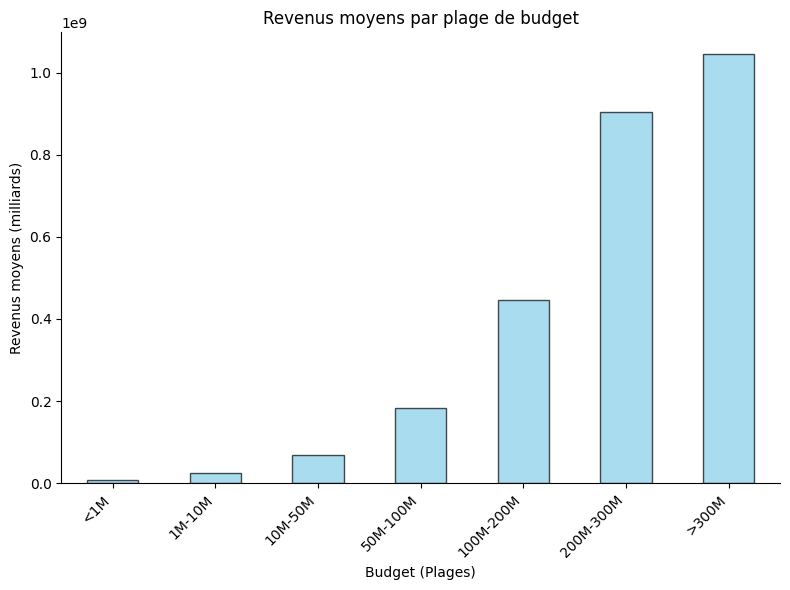 Revenus moyens par plage de budget
1e9
1.0
0.8
0.6
0.4
0.2
0.0
Revenus moyens (milliards)
<1M
1M-10M
10M-50M
50M-100M
100M-200M
200M-300M
>300M
Budget (Plages)